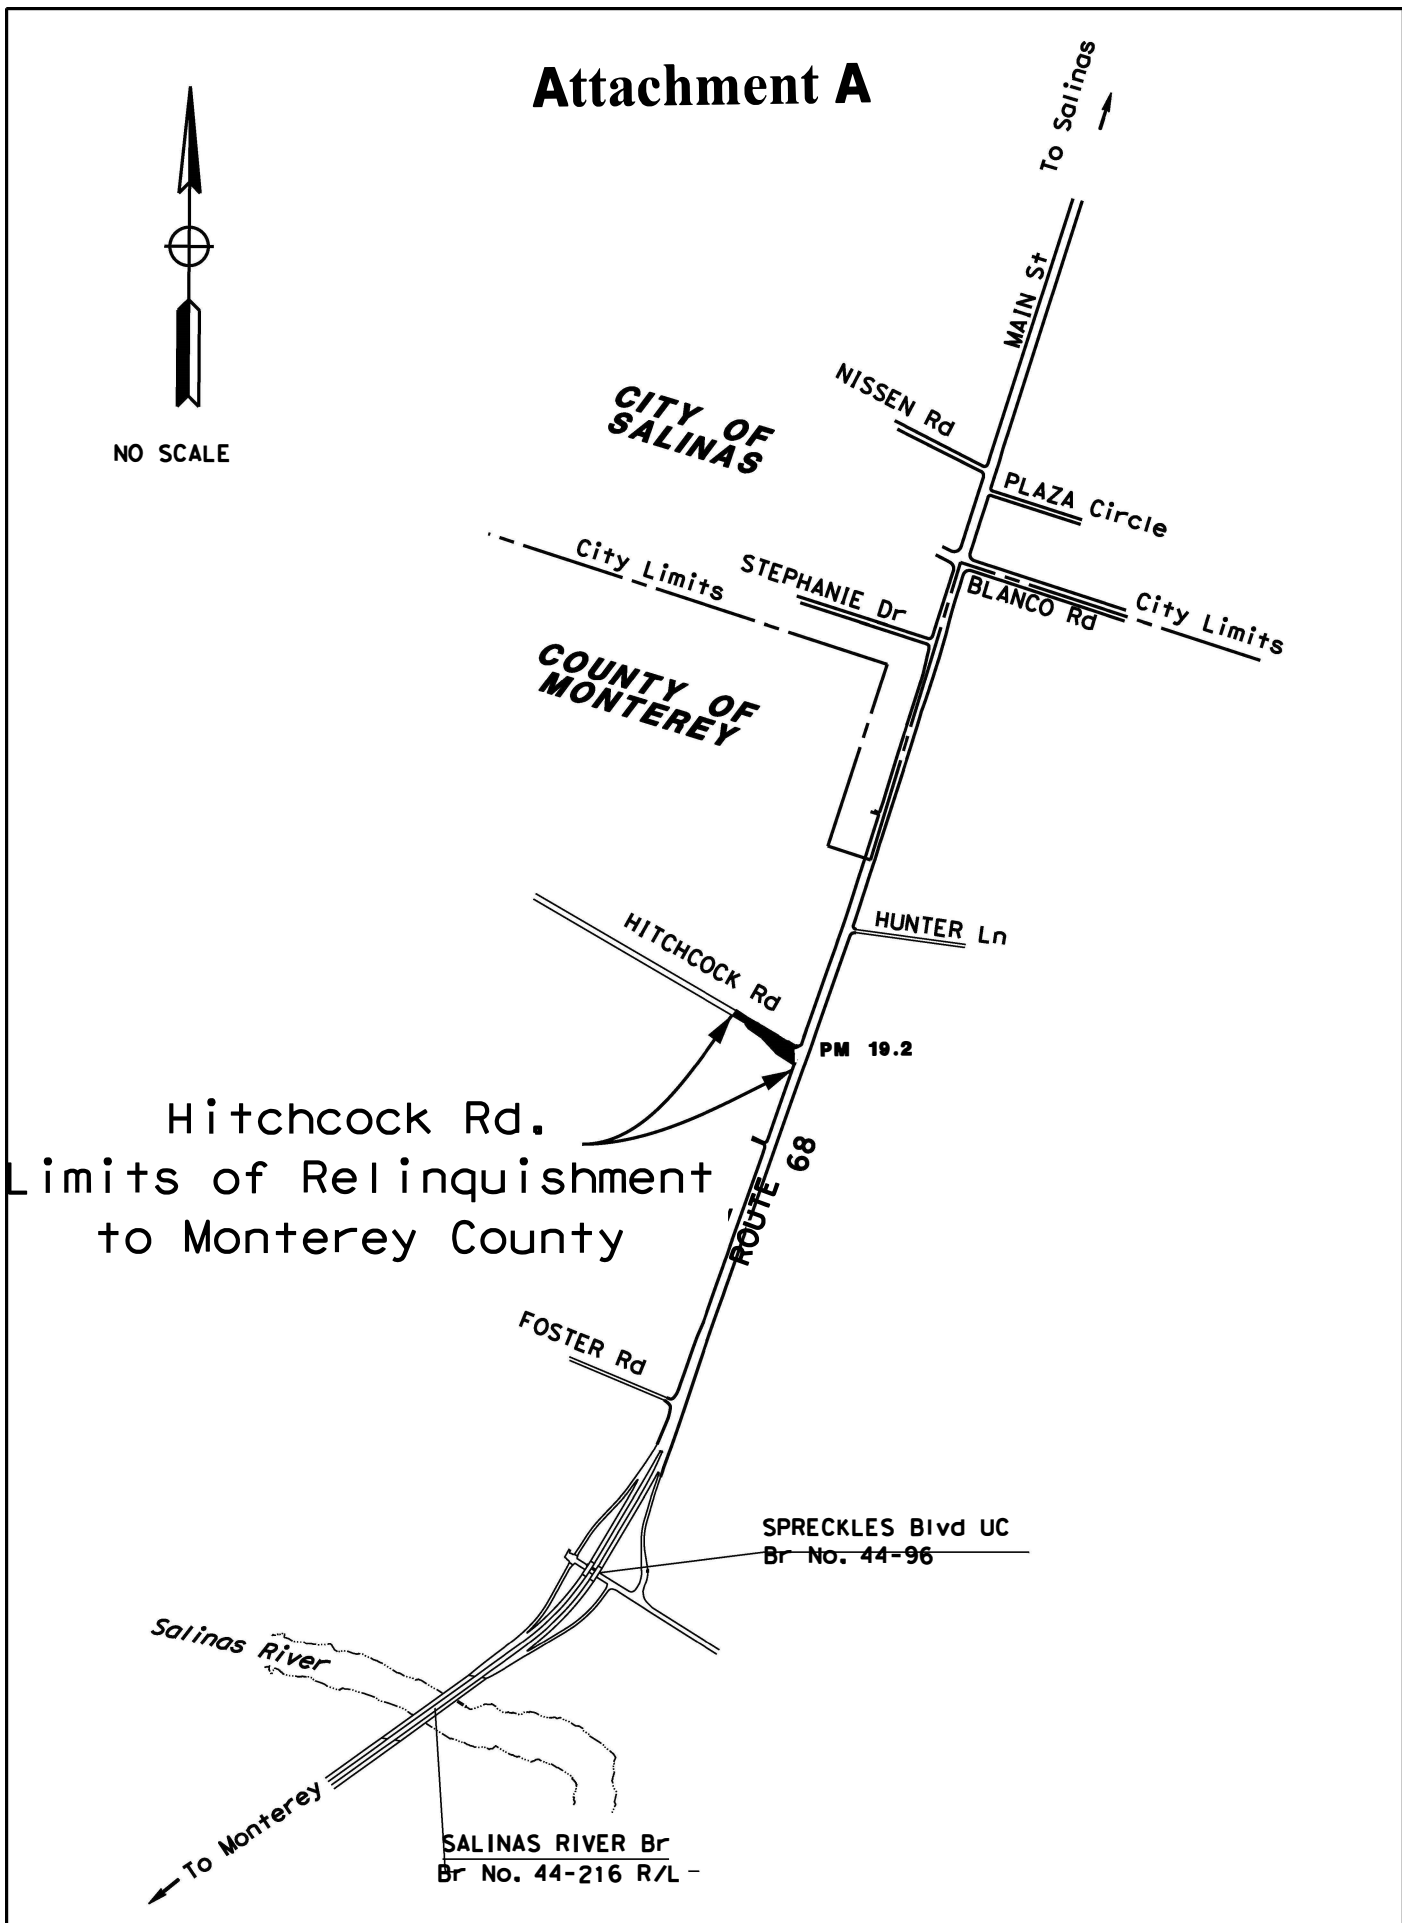 Attachment A
To Salinas
MAIN St
NISSEN Rd
CITY OF
SALINAS
NO SCALE
PLAZA Circle
City Limits
STEPHANIE Dr
BLANCO Rd
City Limits
COUNTY OF
MONTEREY
HUNTER Ln
HITCHCOCK Rd
PM 19.2
Hitchcock Rd.
Limits of Relinquishment
to Monterey County
ROUTE 68
FOSTER Rd
SPRECKLES Blvd UC
Br No. 44-96
Salinas River
To Monterey
SALINAS RIVER Br
Br No. 44-216 R/L